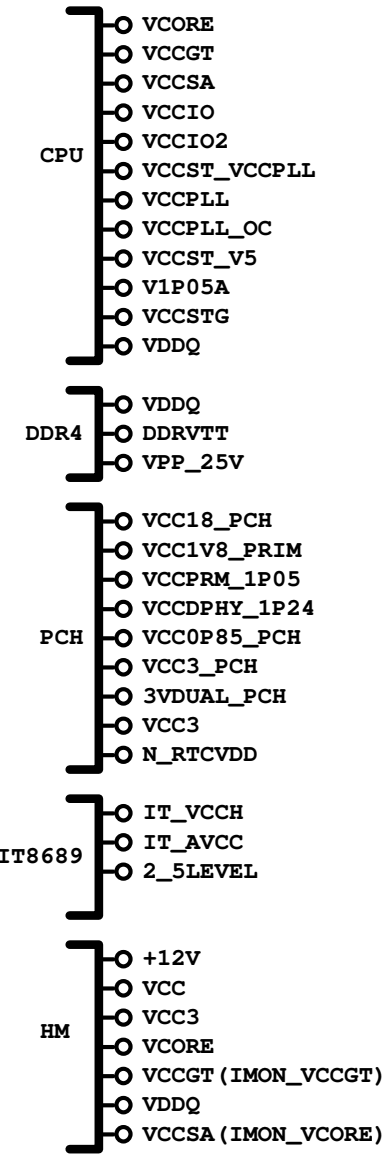 VCORE
VCCGT
VCCSA
VCCIO
VCCIO2
CPU
VCCST_VCCPLL
VCCPLL
VCCPLL_OC
VCCST_V5
V1P05A
VCCSTG
VDDQ
VDDQ
DDR4
DDRVTT
VPP_25V
VCC18_PCH
VCC1V8_PRIM
VCCPRM_1P05
VCCDPHY_1P24
PCH
VCC0P85_PCH
VCC3_PCH
3VDUAL_PCH
VCC3
N_RTCVDD
IT_VCCH
IT_AVCC
IT8689
2_5LEVEL
+12V
VCC
VCC3
HM
VCORE
VCCGT(IMON_VCCGT)
VDDQ
VCCSA(IMON_VCORE)